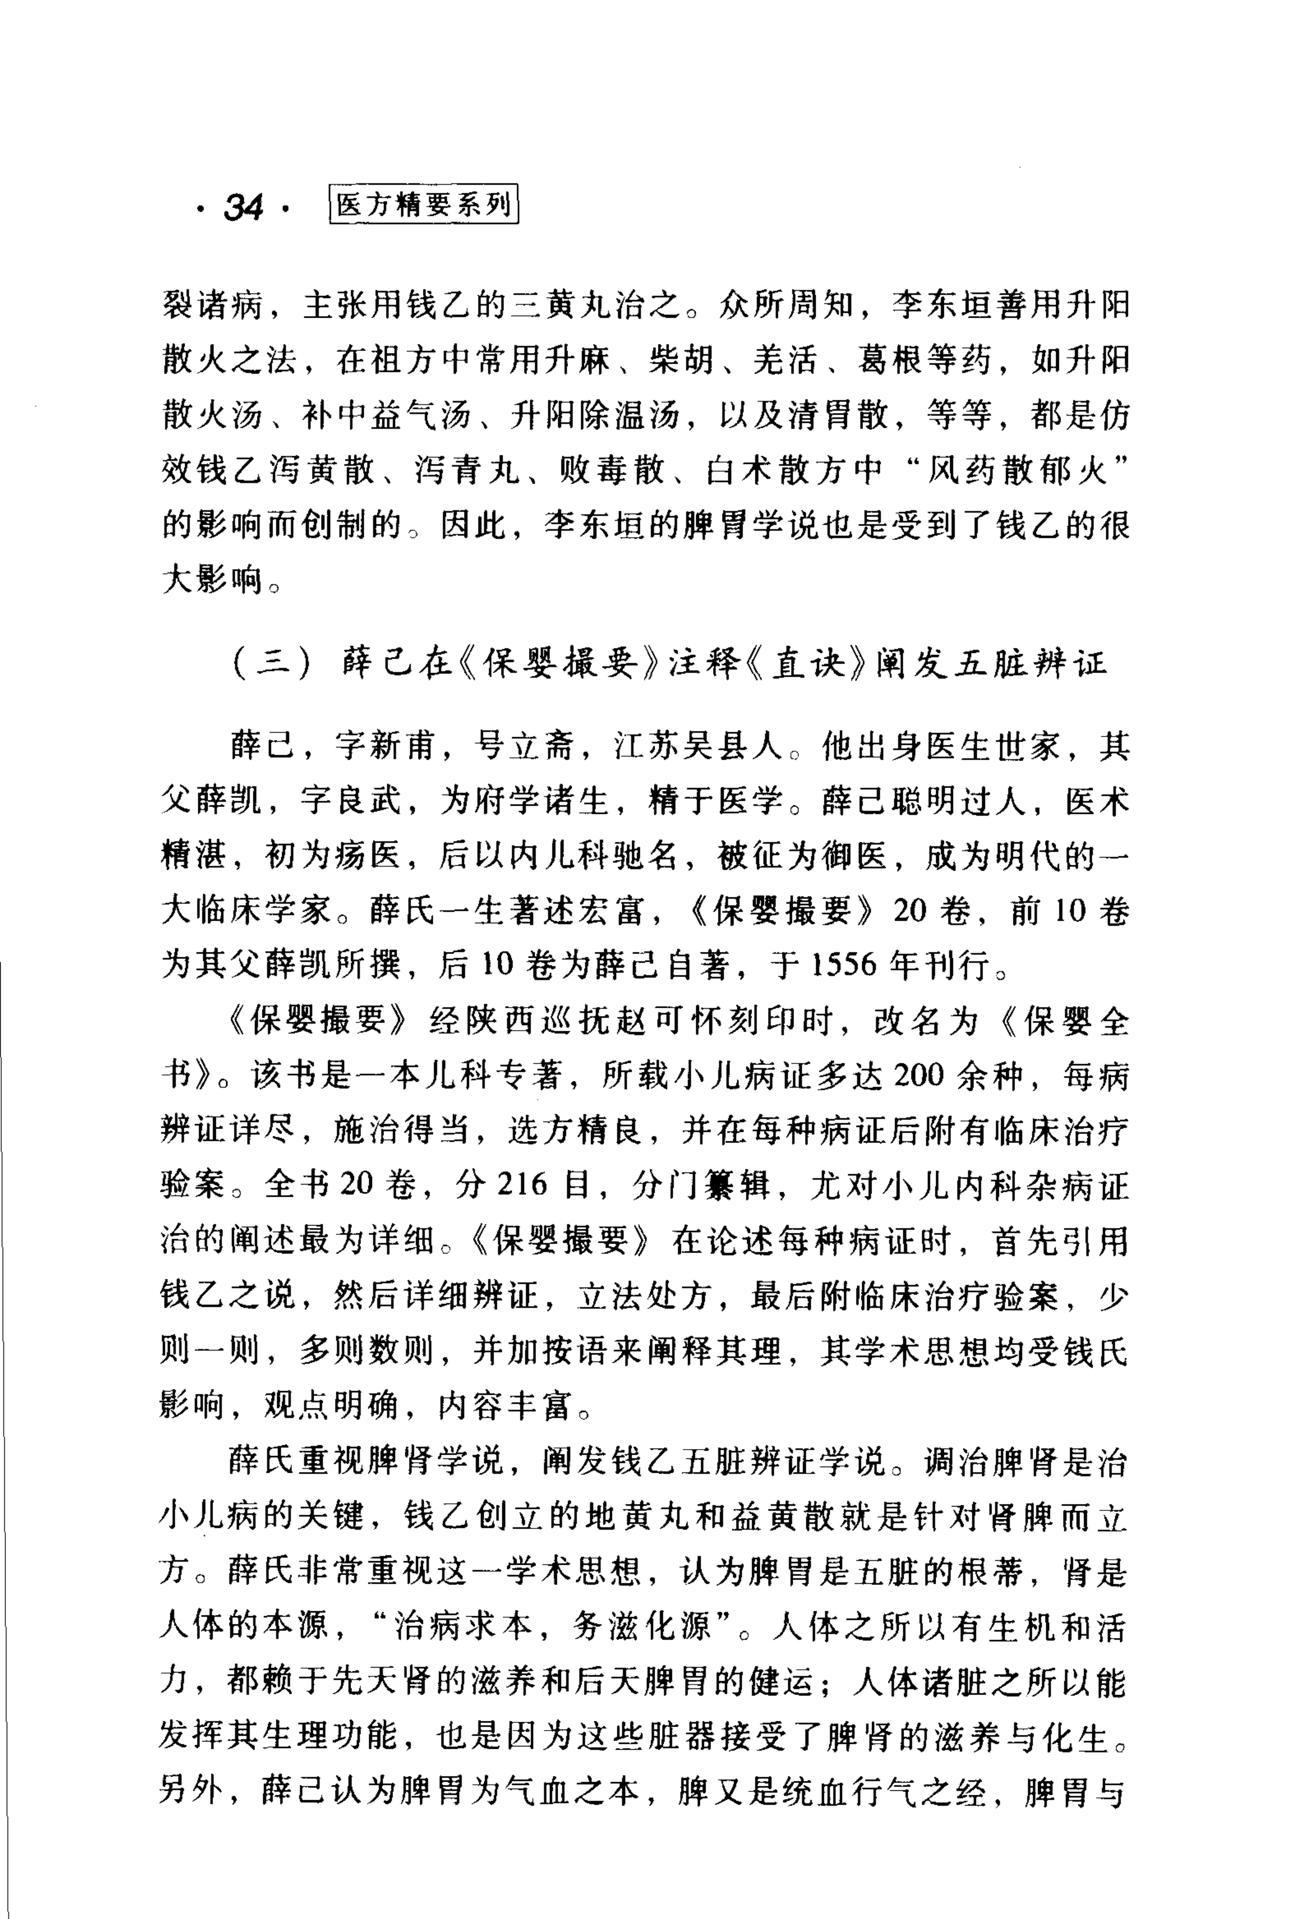 ·34· 医方精要系列
裂诸病，主张用钱乙的三黄丸治之。众所周知，李东垣善用升阳
散火之法，在祖方中常用升麻、柴胡、羌活、葛根等药，如升阳
散火汤、补中益气汤、升阳除温汤，以及清胃散，等等，都是仿
效钱乙泻黄散、泻青丸、败毒散、白术散方中“风药散郁火”
的影响而创制的。因此，李东垣的脾胃学说也是受到了钱乙的很
大影响。
（三）薛己在《保婴撮要》注释《直诀》阐发五脏辨证
薛己，字新甫，号立斋，江苏吴县人。他出身医生世家，其
父薛凯，字良武，为府学诸生，精于医学。薛己聪明过人，医术
精湛，初为疡医，后以内儿科驰名，被征为御医，成为明代的一
大临床学家。薛氏一生著述宏富，《保婴撮要》20卷，前10卷
为其父薛凯所撰，后10卷为薛己自著，于1556年刊行。
《保婴撮要》经陕西巡抚赵可怀刻印时，改名为《保婴全
书》。该书是一本儿科专著，所载小儿病证多达200余种，每病
辨证详尽，施治得当，选方精良，并在每种病证后附有临床治疗
验案。全书20卷，分216目，分门纂辑，尤对小儿内科杂病证
治的阐述最为详细。《保婴撮要》在论述每种病证时，首先引用
钱乙之说，然后详细辨证，立法处方，最后附临床治疗验案，少
则一则，多则数则，并加按语来阐释其理，其学术思想均受钱氏
影响，观点明确，内容丰富。
薛氏重视脾肾学说，阐发钱乙五脏辨证学说。调治脾肾是治
小儿病的关键，钱乙创立的地黄丸和益黄散就是针对肾脾而立
方。薛氏非常重视这一学术思想，认为脾胃是五脏的根蒂，肾是
人体的本源，“治病求本，务滋化源”。人体之所以有生机和活
力，都赖于先天肾的滋养和后天脾胃的健运；人体诸脏之所以能
发挥其生理功能，也是因为这些脏器接受了脾肾的滋养与化生。
另外，薛己认为脾胃为气血之本，脾又是统血行气之经，脾胃与